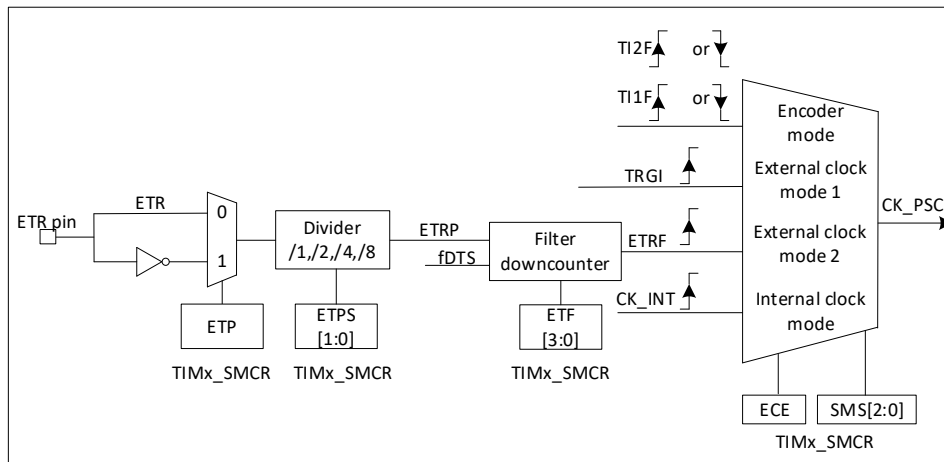 TI2F or
TI1F or
Encoder
mode
TRGI
External clock
mode 1
CK_PSC
ETR pin
ETR
0
1
Divider
/1,/2,/4,/8
ETRP
fDTS
Filter
downcounter
ETRF
External clock
mode 2
CK_INT
Internal clock
mode
ETP
ETPS
[1:0]
ETF
[3:0]
TIMx_SMCR
TIMx_SMCR
TIMx_SMCR
ECE
SMS[2:0]
TIMx_SMCR